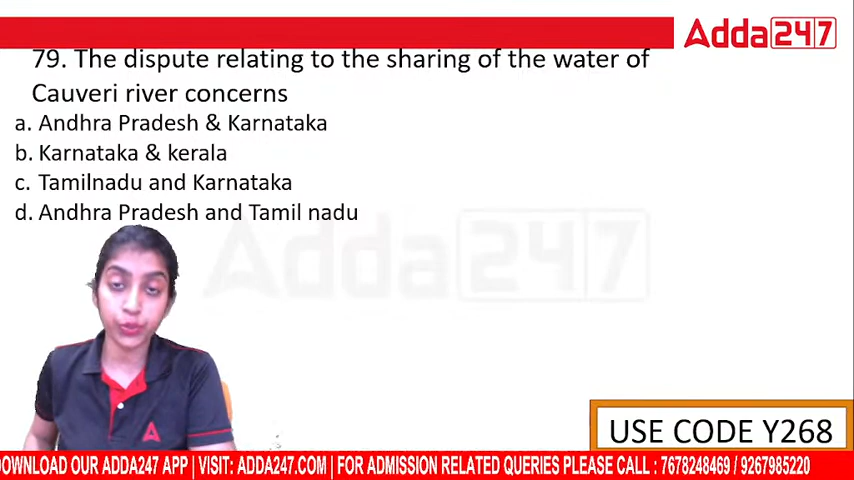 Adda247
79. The dispute relating to the sharing of the water of
Cauveri river concerns
a. Andhra Pradesh & Karnataka
b. Karnataka & kerala
c. Tamilnadu and Karnataka
d. Andhra Pradesh and Tamil nadu
Adda247
USE CODE Y268
DOWNLOAD OUR ADDA247 APP | VISIT: ADDA247.COM | FOR ADMISSION RELATED QUERIES PLEASE CALL : 7678248469 / 9267985220